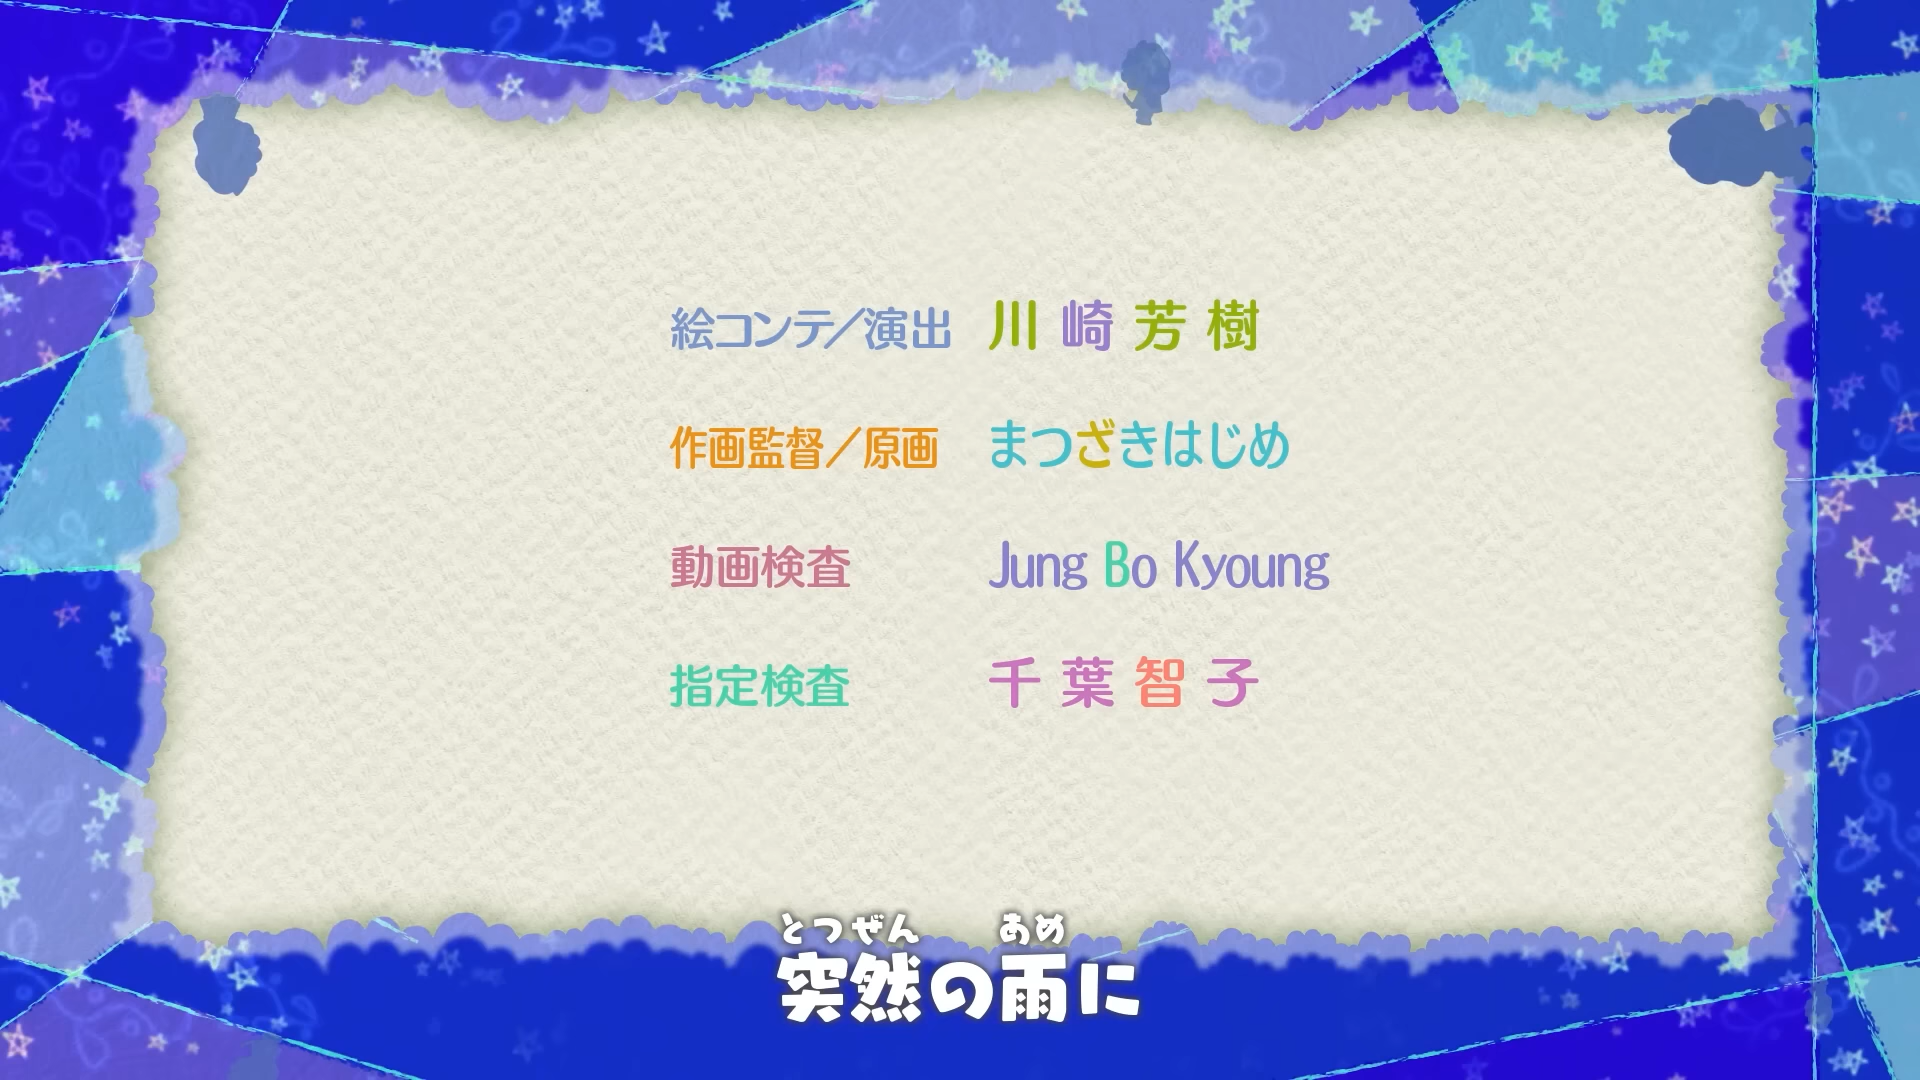 絵コンテ／演出 川崎芳樹
作画監督／原画 まつざきはじめ
動画検査 Jung Bo Kyoung
指定検査 千葉智子
とつぜん あめ
突然の雨に